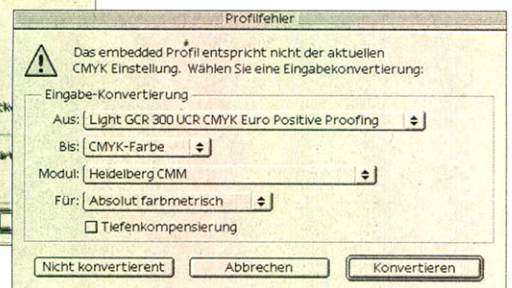 Profilfehler
Das embedded Profil entspricht nicht der aktuellen
CMYK Einstellung. Wählen Sie eine Eingabekonvertierung:
Eingabe-Konvertierung
Aus: Light GCR 300 UCR CMYK Euro Positive Proofing
Bis: CMYK-Farbe
Modul: Heidelberg CMM
Für: Absolut farbmetrisch
Tiefenkompensierung
Nicht konvertierent
Abbrechen
Konvertieren